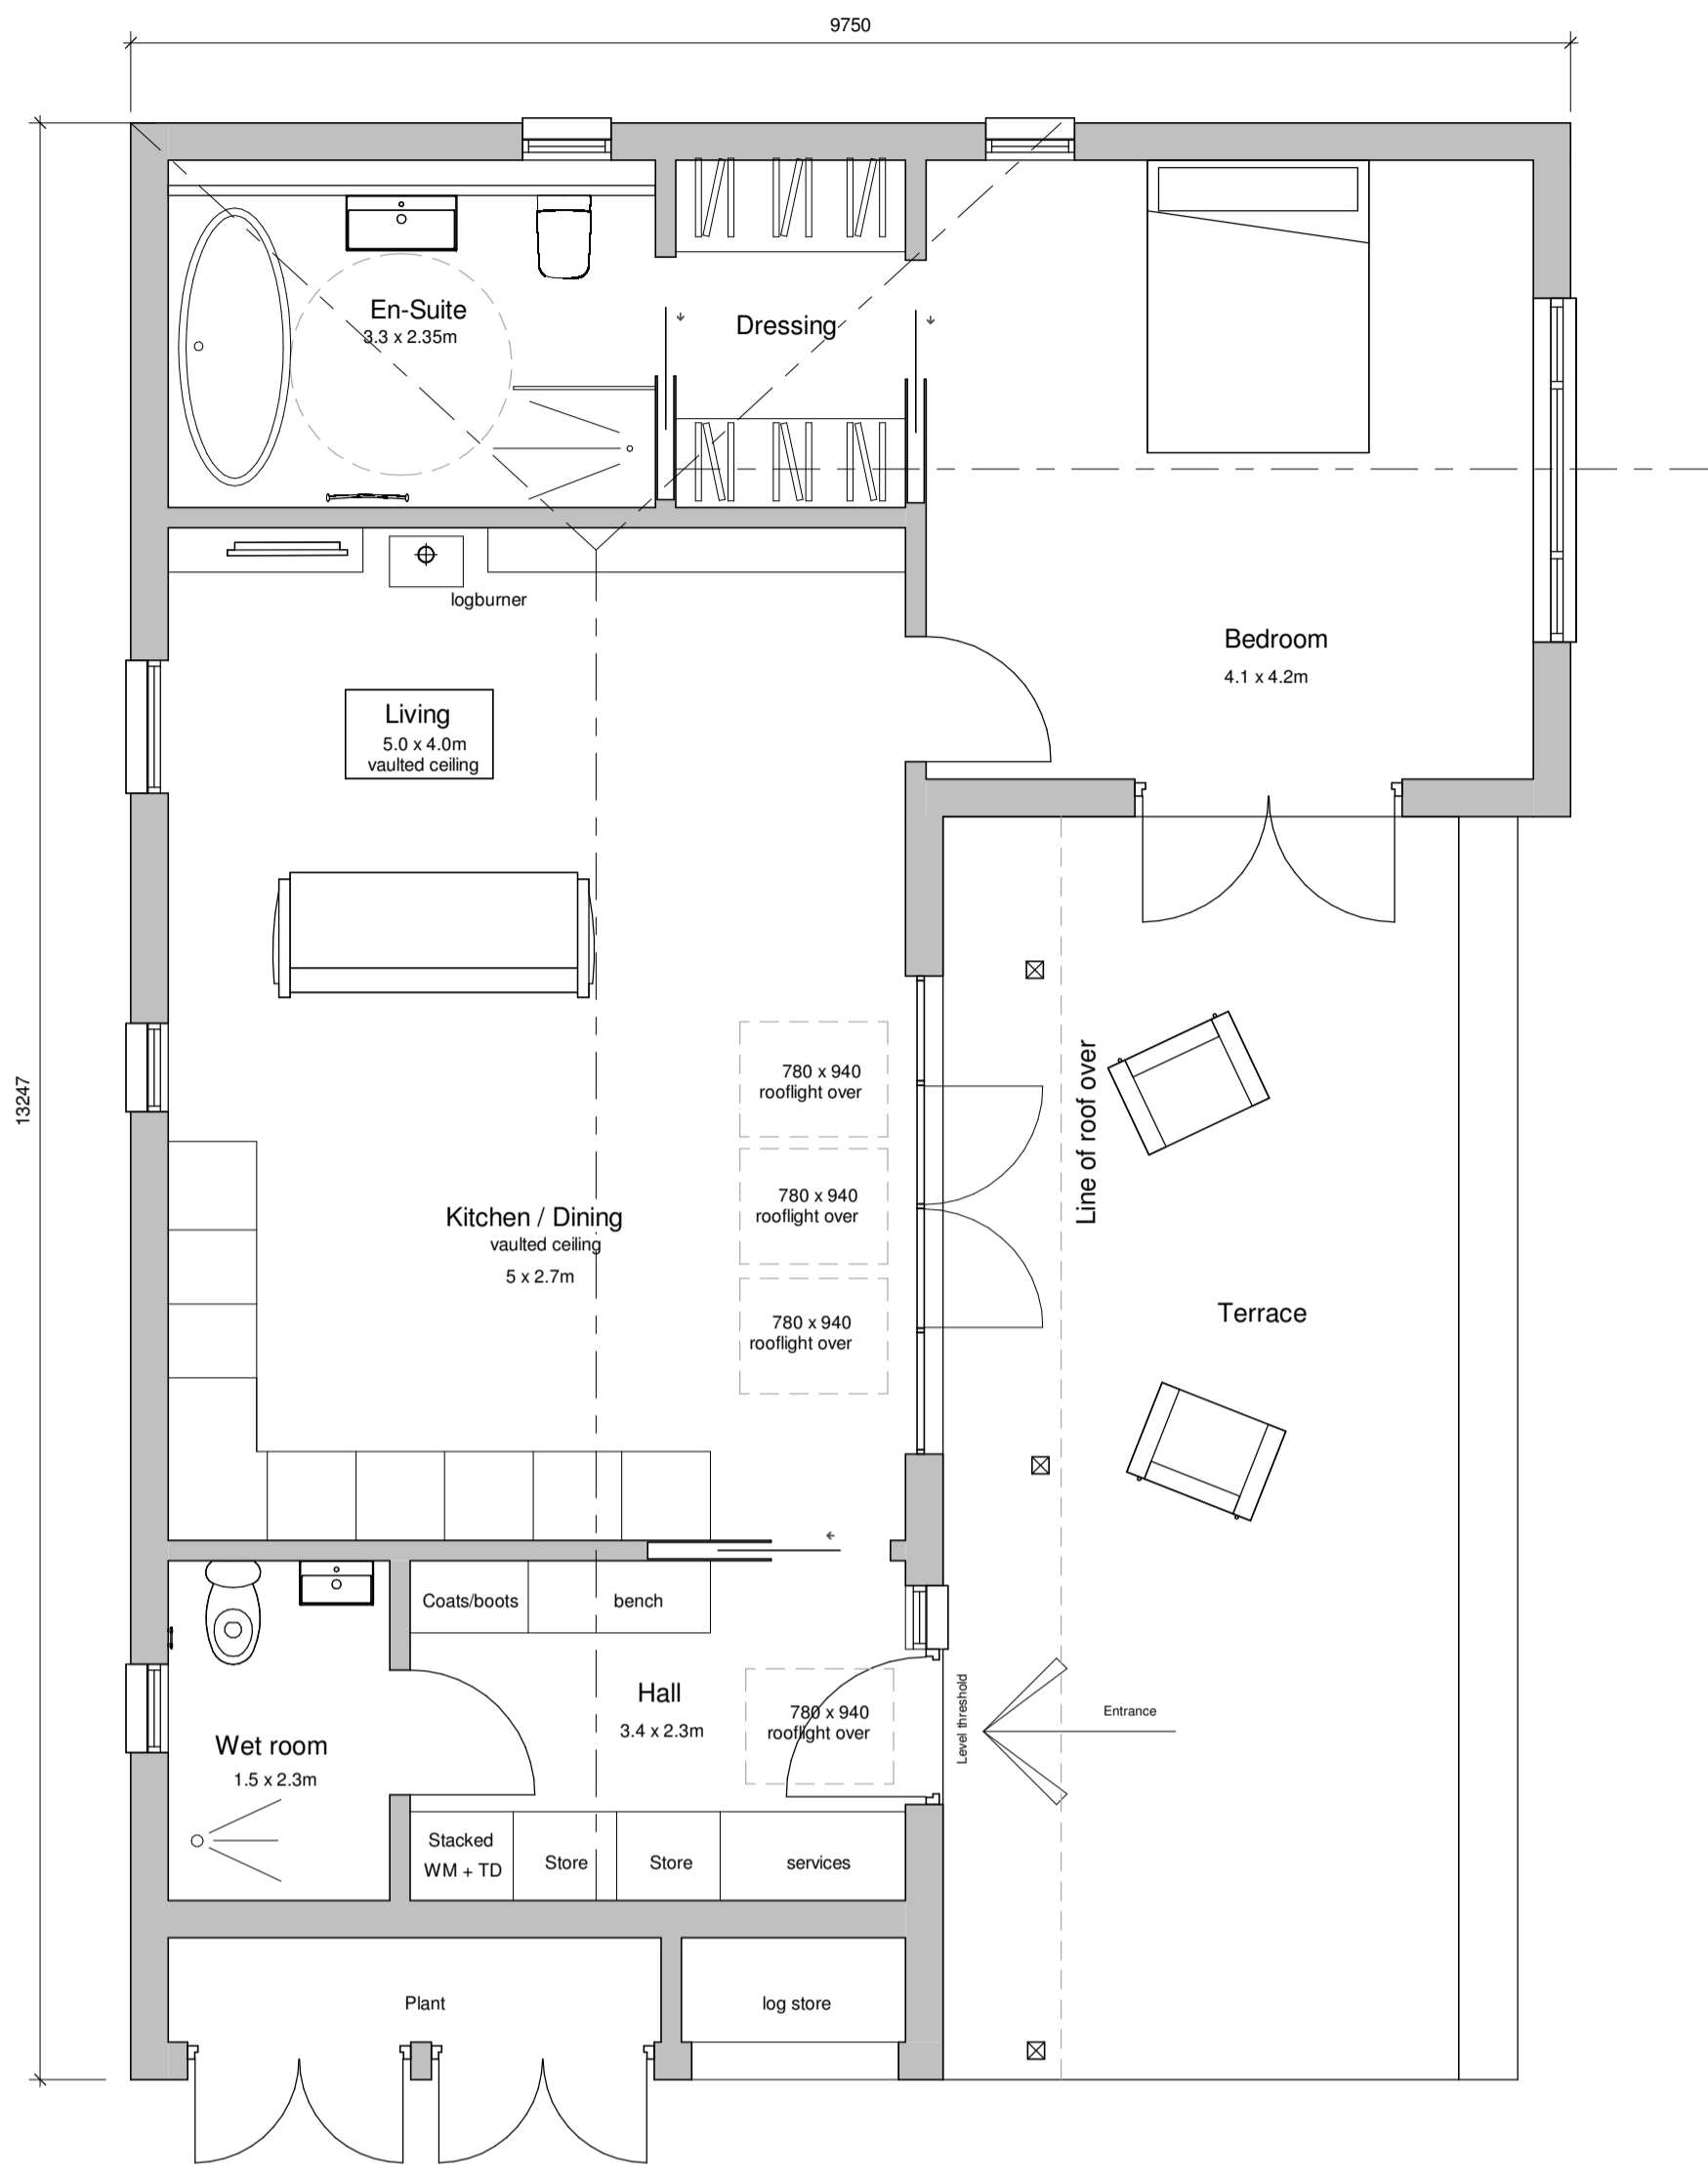 9750
13247
En-Suite
3.3 x 2.35m
Dressing
logburner
Bedroom
4.1 x 4.2m
Living
5.0 x 4.0m
vaulted ceiling
780 x 940
rooflight over
Line of roof over
780 x 940
rooflight over
Kitchen / Dining
vaulted ceiling
5 x 2.7m
780 x 940
rooflight over
Terrace
Coats/boots
bench
Hall
3.4 x 2.3m
780 x 940
rooflight over
Level threshold
Entrance
Wet room
1.5 x 2.3m
Stacked
WM + TD
Store
Store
services
Plant
log store